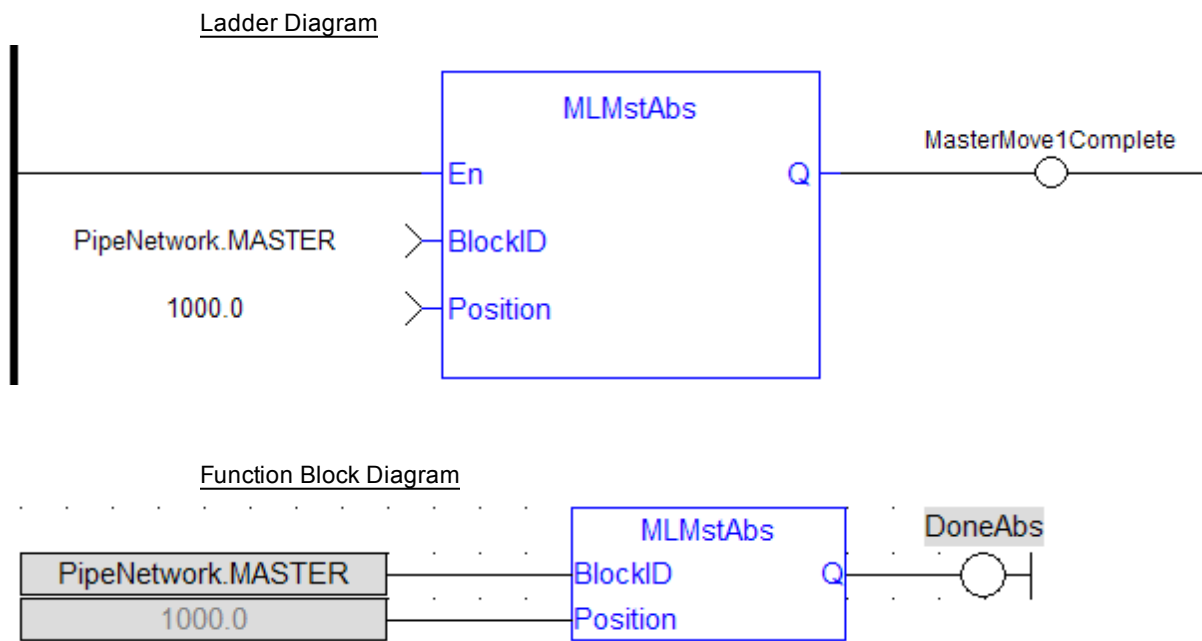 Ladder Diagram
MLMstAbs
MasterMove1Complete
En Q
PipeNetwork.MASTER BlockID
1000.0 Position
Function Block Diagram
MLMstAbs DoneAbs
PipeNetwork.MASTER BlockID Q
1000.0 Position